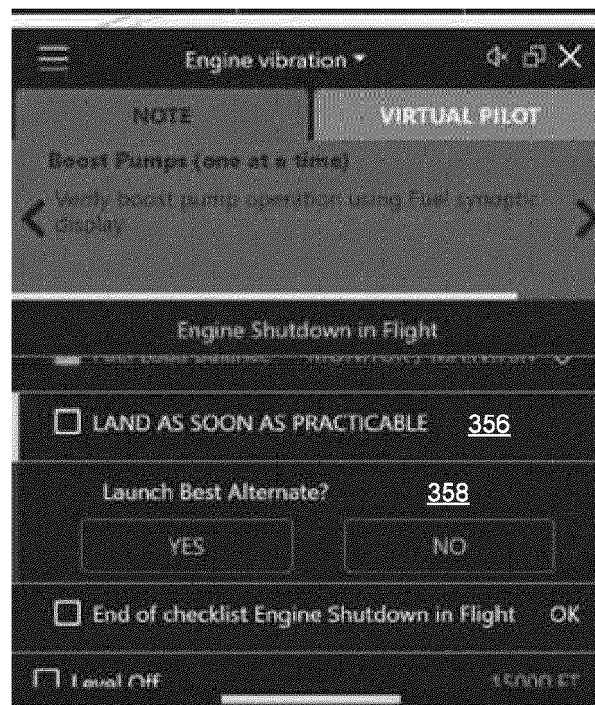 Engine vibration
NOTE VIRTUAL PILOT
Boost Pumps (one at a time)
Verify boost pump operation using Fuel synoptic
display
Engine Shutdown in Flight
LAND AS SOON AS PRACTICABLE 356
Launch Best Alternate? 358
YES NO
End of checklist Engine Shutdown in Flight OK
Level Off 15000 FT